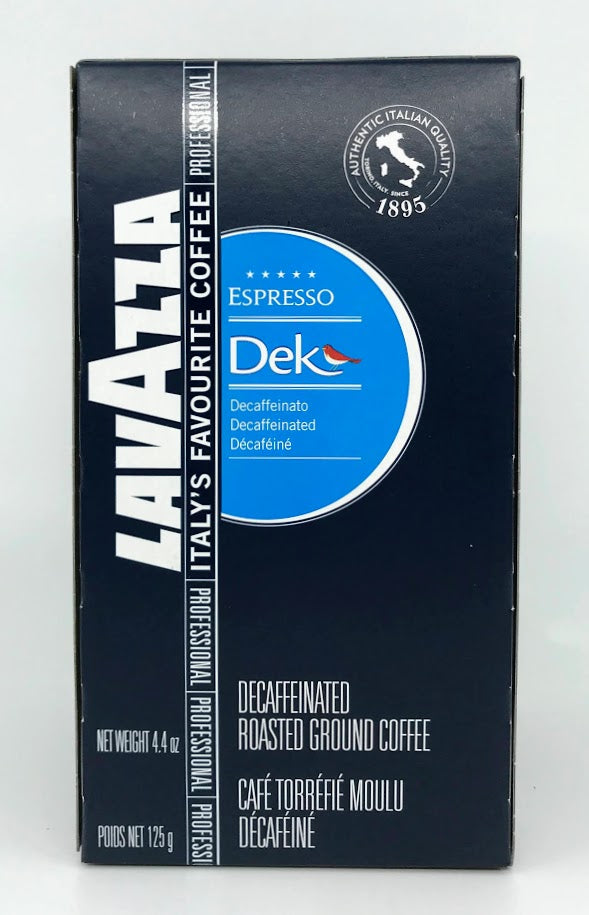 PROFESSIONAL
LAVAZZA
ITALY'S FAVOURITE COFFEE
PROFESSIONAL
PROFESSIONAL
PROFESSI
AUTHENTIC ITALIAN QUALITY
TORINO, ITALY, SINCE
1895
ESPRESSO
Dek
Decaffeinato
Decaffeinated
Décaféiné
DECAFFEINATED
ROASTED GROUND COFFEE
NET WEIGHT 4.4 oz
CAFÉ TORRÉFIÉ MOULU
DÉCAFÉINÉ
POIDS NET 125 g